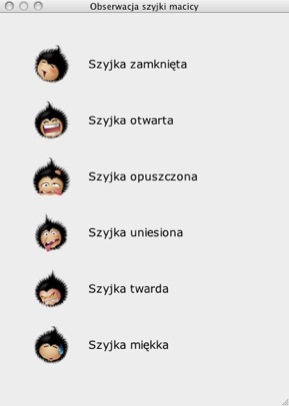 Obserwacja szyjki macicy
Szyjka zamknięta
Szyjka otwarta
Szyjka opuszczona
Szyjka uniesiona
Szyjka twarda
Szyjka miękka